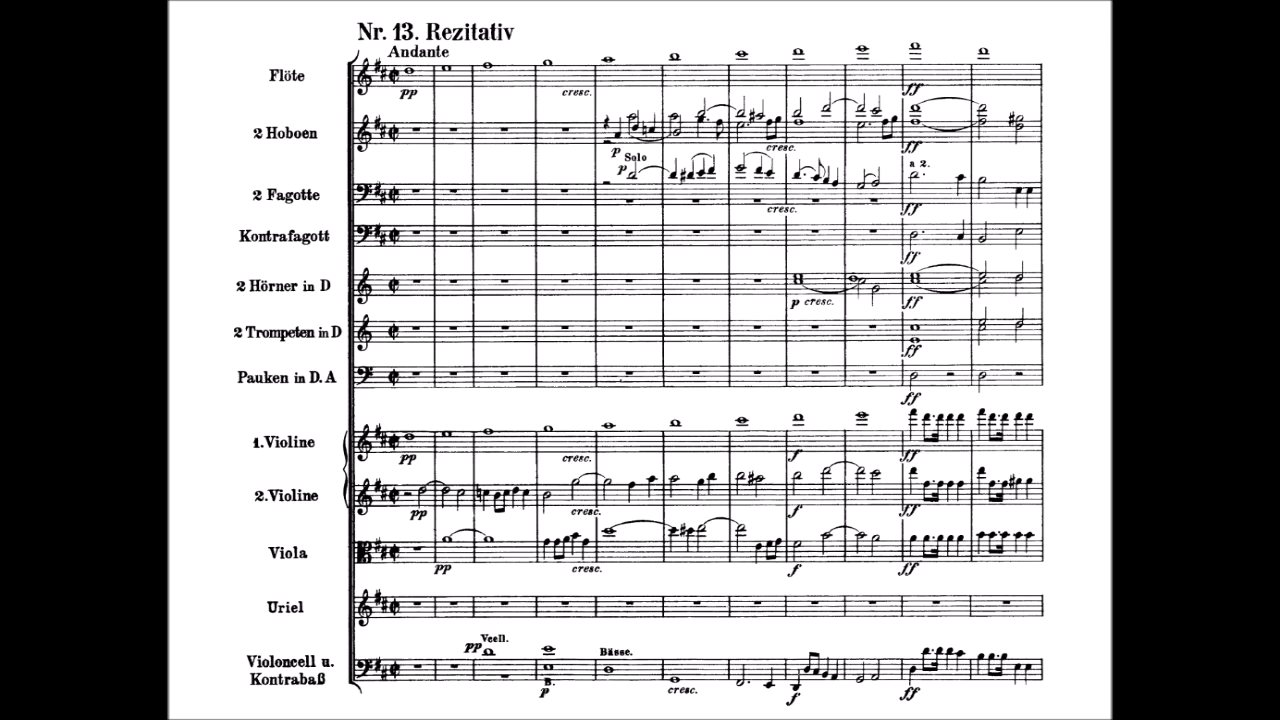 Nr. 13. Rezitativ
Andante
Flöte
pp
cresc.
ff
2 Hoboen
p
cresc.
ff
Solo
p
a 2.
2 Fagotte
cresc.
ff
Kontrafagott
ff
2 Hörner in D
p cresc.
ff
2 Trompeten in D
ff
Pauken in D. A
ff
1. Violine
pp
cresc.
f
ff
2. Violine
pp
cresc.
f
ff
Viola
pp
cresc.
f
ff
Uriel
pp
Vcell.
Bässe.
Violoncell u.
Kontrabaß
B.
p
cresc.
f
ff